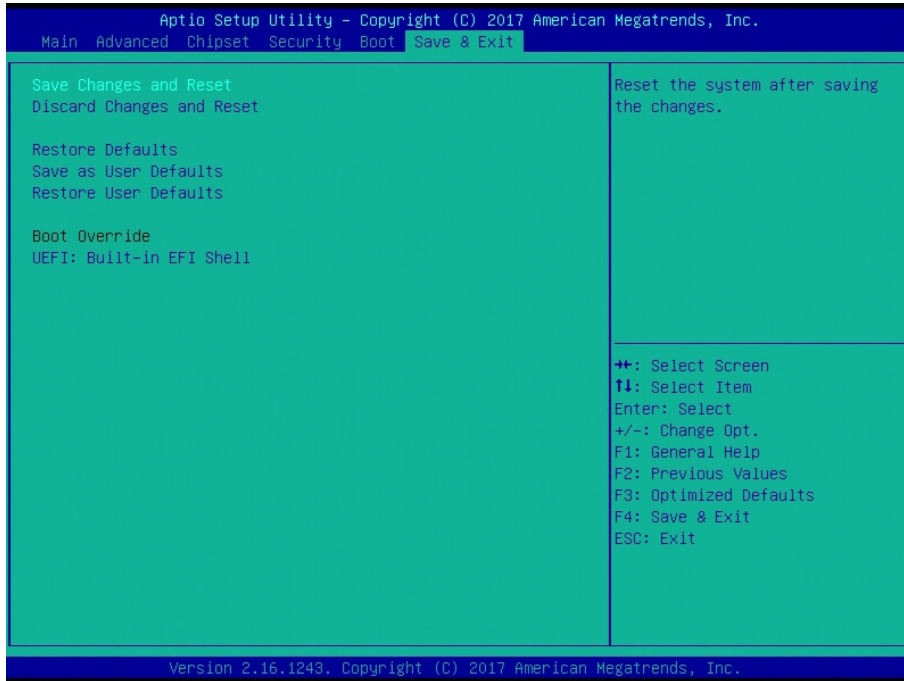 Aptio Setup Utility – Copyright (C) 2017 American Megatrends, Inc.
Main Advanced Chipset Security Boot Save & Exit
Save Changes and Reset
Discard Changes and Reset
Restore Defaults
Save as User Defaults
Restore User Defaults
Boot Override
UEFI: Built-in EFI Shell
Reset the system after saving
the changes.
→←: Select Screen
↑↓: Select Item
Enter: Select
+/-: Change Opt.
F1: General Help
F2: Previous Values
F3: Optimized Defaults
F4: Save & Exit
ESC: Exit
Version 2.16.1243. Copyright (C) 2017 American Megatrends, Inc.